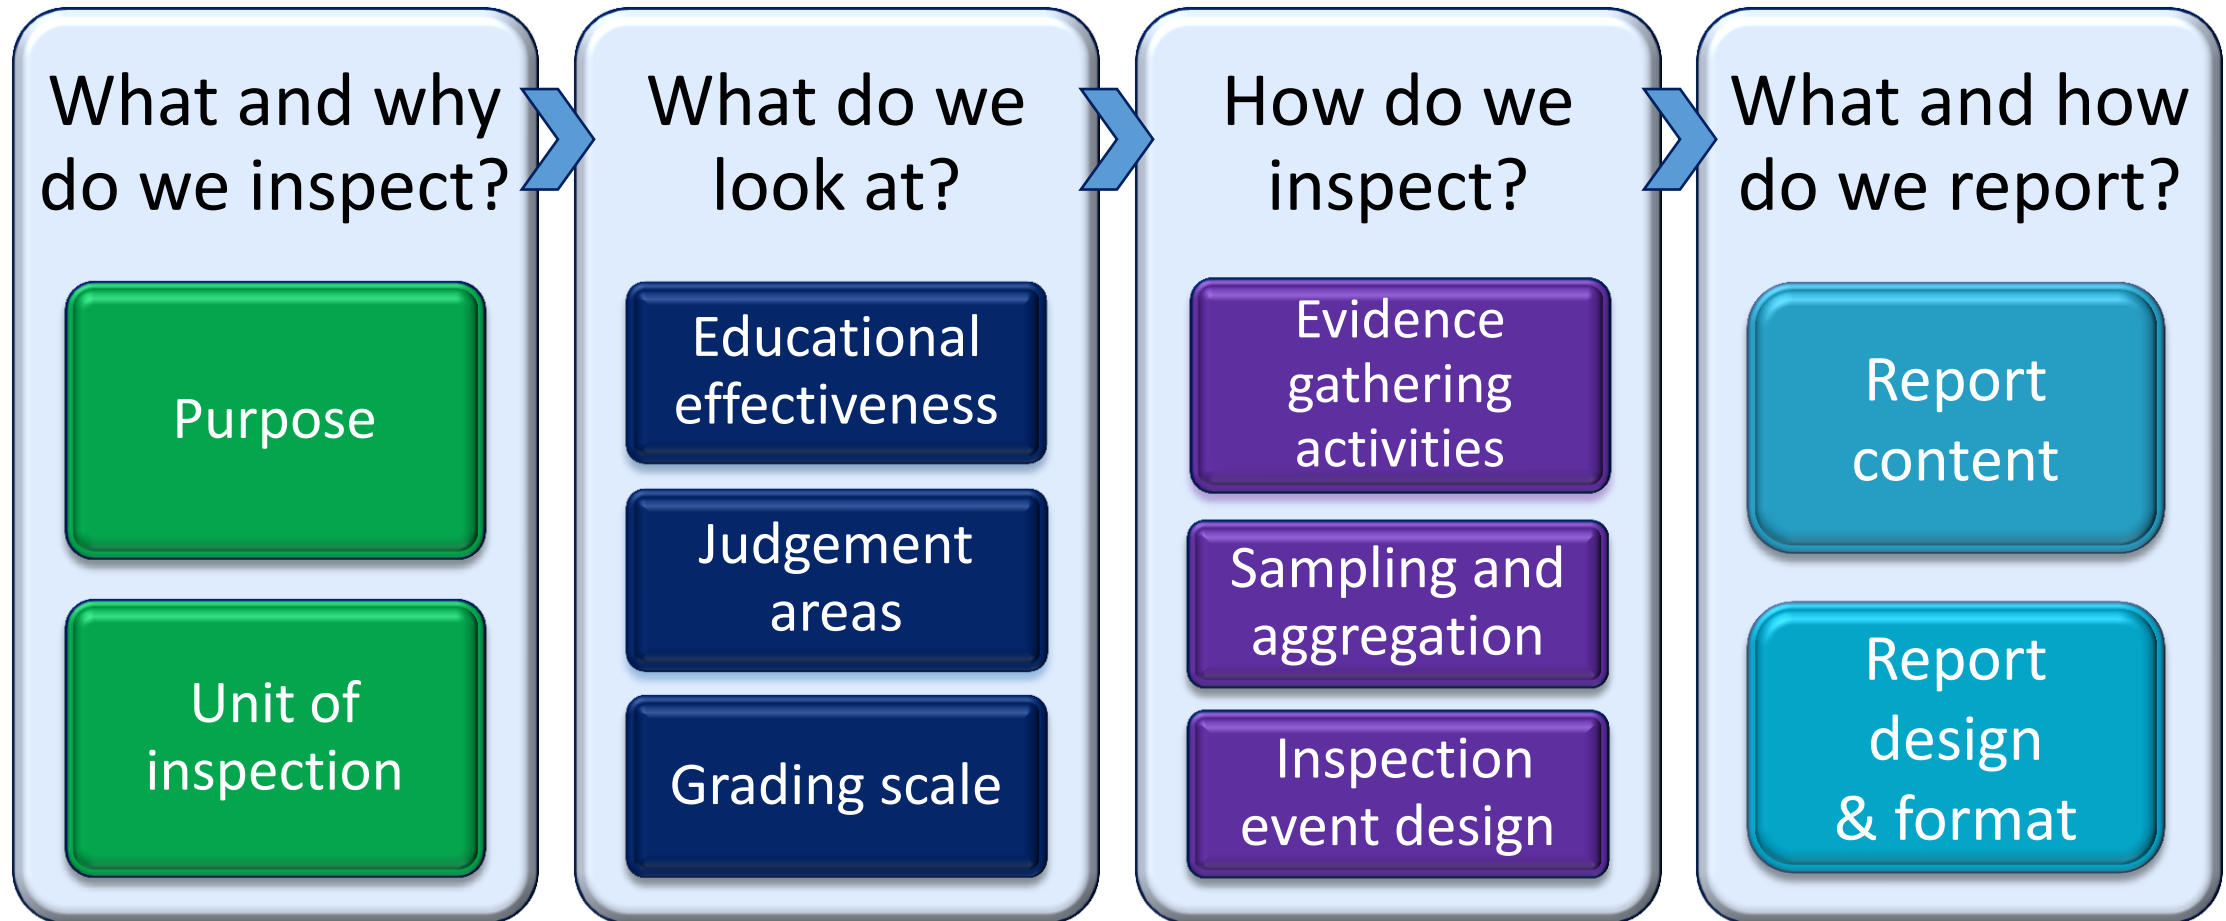 What and why
do we inspect?
Purpose
Unit of
inspection
What do we
look at?
Educational
effectiveness
Judgement
areas
Grading scale
How do we
inspect?
Evidence
gathering
activities
Sampling and
aggregation
Inspection
event design
What and how
do we report?
Report
content
Report
design
& format